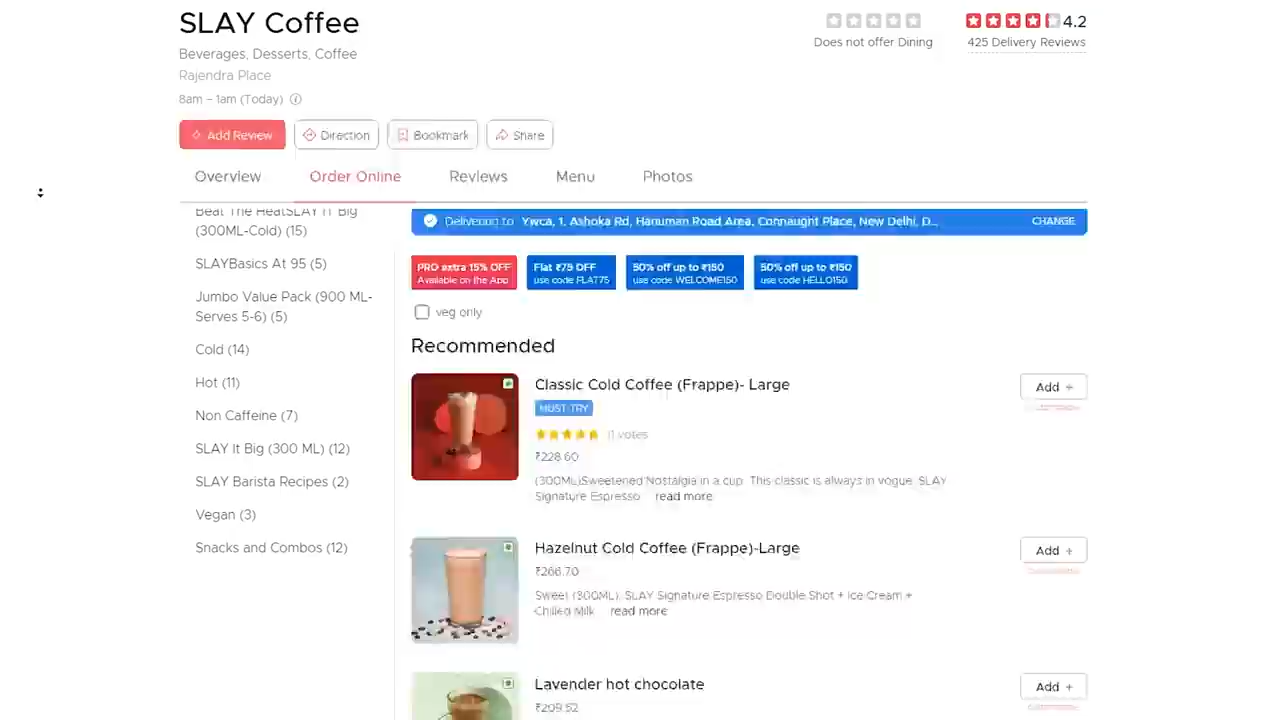 SLAY Coffee
4.2
Beverages, Desserts, Coffee
Does not offer Dining
425 Delivery Reviews
Rajendra Place
8am – 1am (Today)
Add Review
Direction
Bookmark
Share
Overview
Order Online
Reviews
Menu
Photos
Beat The HeatSLAY IT Big
(300ML-Cold) (15)
SLAYBasics At 95 (5)
Jumbo Value Pack (900 ML-
Serves 5-6) (5)
Cold (14)
Hot (11)
Non Caffeine (7)
SLAY It Big (300 ML) (12)
SLAY Barista Recipes (2)
Vegan (3)
Snacks and Combos (12)
Delivering to Ywca, 1, Ashoka Rd, Hanuman Road Area, Connaught Place, New Delhi, D...
CHANGE
PRO extra 15% OFF
Available on the App
Flat ₹75 OFF
use code FLAT75
50% off up to ₹150
use code WELCOME150
50% off up to ₹150
use code HELLO150
veg only
Recommended
Classic Cold Coffee (Frappe)- Large
Add +
MUST TRY
votes
₹228.60
(300ML)Sweetened Nostalgia in a cup. This classic is always in vogue. SLAY
Signature Espresso read more
Hazelnut Cold Coffee (Frappe)-Large
Add +
₹266.70
Sweet (300ML). SLAY Signature Espresso Double Shot + Ice Cream +
Chilled Milk read more
Lavender hot chocolate
Add +
₹209.52